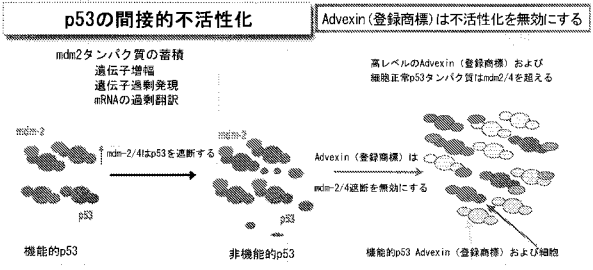 p53の間接的不活性化
Advexin(登録商標)は不活性化を無効にする
mdm2タンパク質の蓄積
遺伝子増幅
遺伝子過剰発現
mRNAの過剰翻訳
高レベルのAdvexin(登録商標)および
細胞正常p53タンパク質はmdm2/4を超える
mdm-2
mdm-2/4はp53を遮断する
p53
機能的p53
mdm-2
p53
非機能的p53
Advexin(登録商標)は
mdm-2/4遮断を無効にする
機能的p53 Advexin(登録商標)および細胞